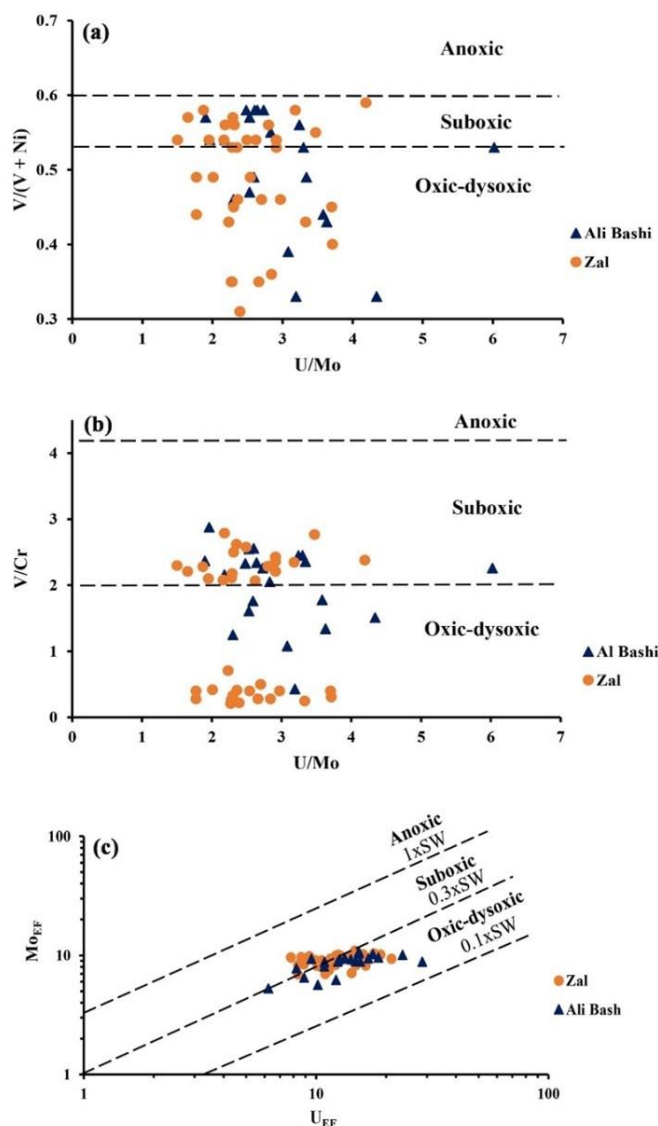 (a)
0.7
0.6
0.5
0.4
0.3
V/(V + Ni)
Anoxic
Suboxic
Oxic-dysoxic
Ali Bashi
Zal
0 1 2 3 4 5 6 7
U/Mo
(b)
4
3
2
1
0
V/Cr
Anoxic
Suboxic
Oxic-dysoxic
Al Bashi
Zal
0 1 2 3 4 5 6 7
U/Mo
(c)
100
10
1
MoEF
Anoxic
1xSW
Suboxic
0.3xSW
Oxic-dysoxic
0.1xSW
Zal
Ali Bash
1 10 100
UEF